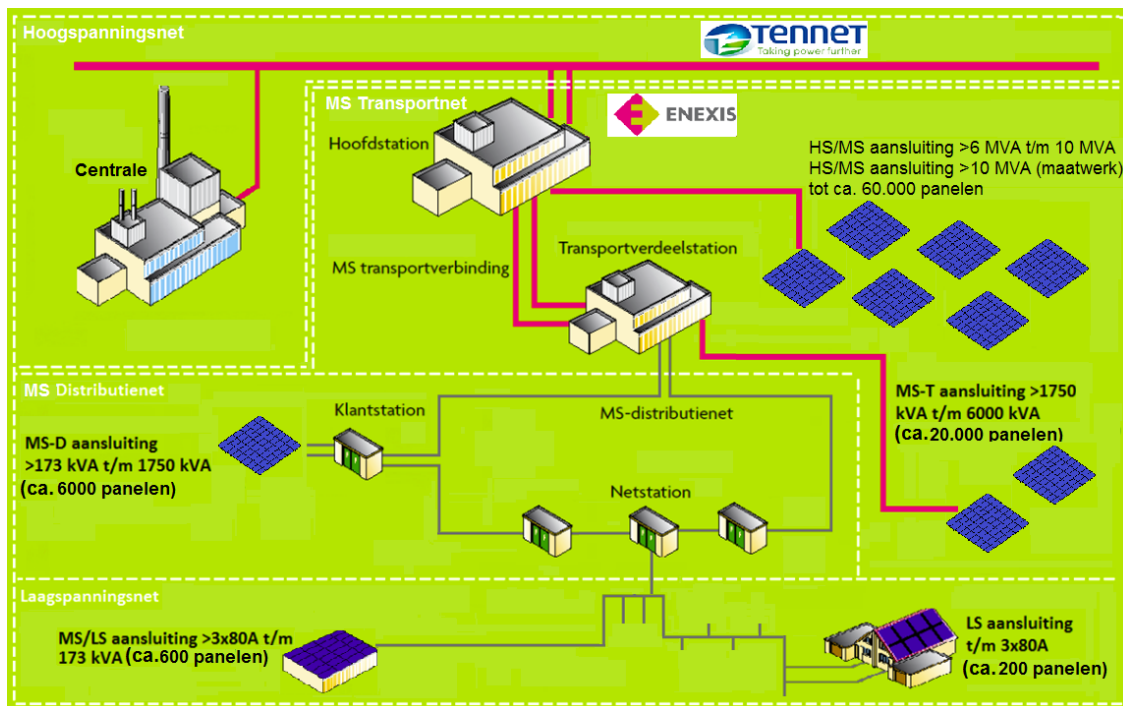 Hoogspanningsnet
TENNET
Taking power further
MS Transportnet
ENEXIS
Hoofdstation
HS/MS aansluiting >6 MVA t/m 10 MVA
HS/MS aansluiting >10 MVA (maatwerk)
tot ca. 60.000 panelen
Centrale
Transportverdeelstation
MS transportverbinding
MS Distributienet
Klantstation
MS-distributienet
MS-T aansluiting >1750
kVA t/m 6000 kVA
(ca.20.000 panelen)
MS-D aansluiting
>173 kVA t/m 1750 kVA
(ca. 6000 panelen)
Netstation
Laagspanningsnet
MS/LS aansluiting >3x80A t/m
173 kVA (ca.600 panelen)
LS aansluiting
t/m 3x80A
(ca.200 panelen)